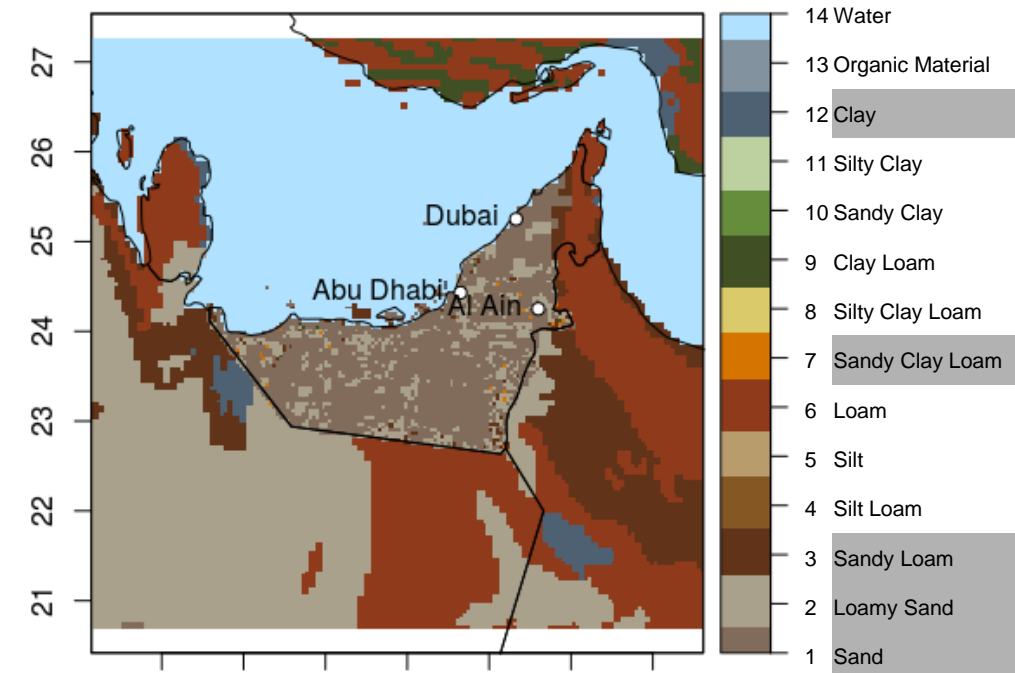 27
26
25
24
23
22
21
Dubai
Abu Dhabi
Al Ain
14 Water
13 Organic Material
12 Clay
11 Silty Clay
10 Sandy Clay
9 Clay Loam
8 Silty Clay Loam
7 Sandy Clay Loam
6 Loam
5 Silt
4 Silt Loam
3 Sandy Loam
2 Loamy Sand
1 Sand